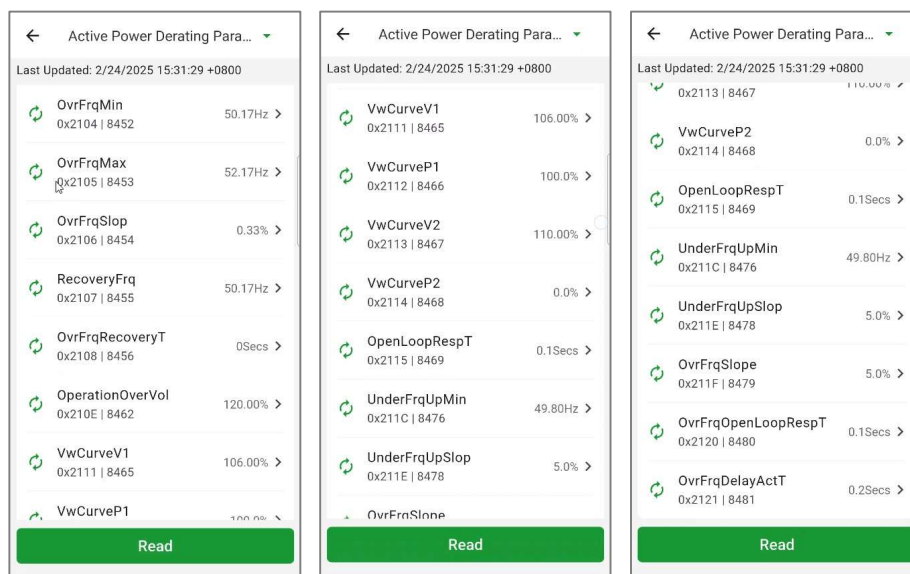 Active Power Derating Para...
Last Updated: 2/24/2025 15:31:29 +0800
OvrFrqMin
0x2104 | 8452
50.17Hz
OvrFrqMax
0x2105 | 8453
52.17Hz
OvrFrqSlop
0x2106 | 8454
0.33%
RecoveryFrq
0x2107 | 8455
50.17Hz
OvrFrqRecoveryT
0x2108 | 8456
0Secs
OperationOverVol
0x210E | 8462
120.00%
VwCurveV1
0x2111 | 8465
106.00%
VwCurveP1
100.0%
Read
Active Power Derating Para...
Last Updated: 2/24/2025 15:31:29 +0800
VwCurveV1
0x2111 | 8465
106.00%
VwCurveP1
0x2112 | 8466
100.0%
VwCurveV2
0x2113 | 8467
110.00%
VwCurveP2
0x2114 | 8468
0.0%
OpenLoopRespT
0x2115 | 8469
0.1Secs
UnderFrqUpMin
0x211C | 8476
49.80Hz
UnderFrqUpSlop
0x211E | 8478
5.0%
OvrFrqSlope
Read
Active Power Derating Para...
Last Updated: 2/24/2025 15:31:29 +0800
0x2113 | 8467
110.00%
VwCurveP2
0x2114 | 8468
0.0%
OpenLoopRespT
0x2115 | 8469
0.1Secs
UnderFrqUpMin
0x211C | 8476
49.80Hz
UnderFrqUpSlop
0x211E | 8478
5.0%
OvrFrqSlope
0x211F | 8479
5.0%
OvrFrqOpenLoopRespT
0x2120 | 8480
0.1Secs
OvrFrqDelayActT
0x2121 | 8481
0.2Secs
Read